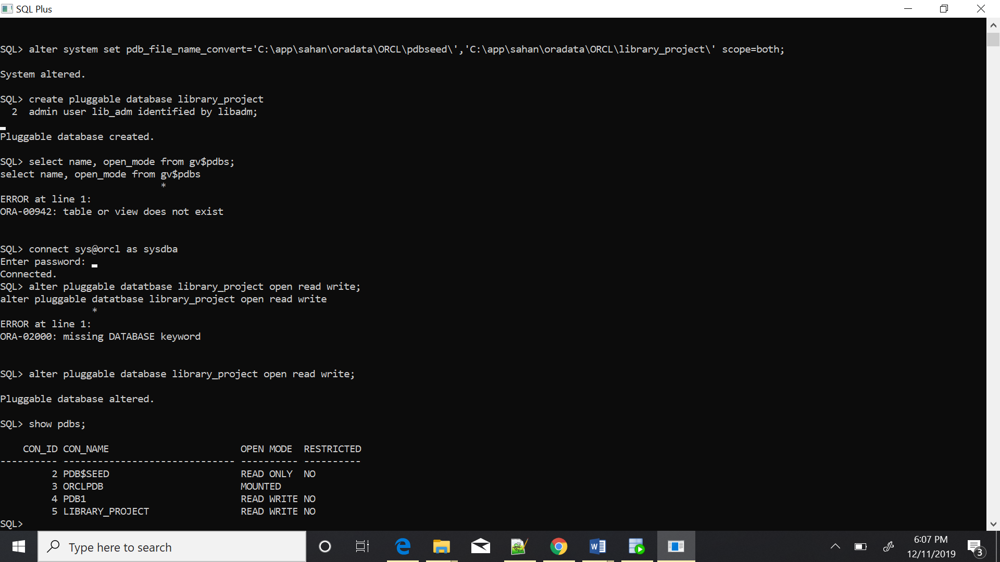 SQL Plus
SQL> alter system set pdb_file_name_convert='C:\app\sahan\oradata\ORCL\pdbseed\','C:\app\sahan\oradata\ORCL\library_project\' scope=both;
System altered.
SQL> create pluggable database library_project
2 admin user lib_adm identified by libadm;
Pluggable database created.
SQL> select name, open_mode from gv$pdbs;
select name, open_mode from gv$pdbs
*
ERROR at line 1:
ORA-00942: table or view does not exist
SQL> connect sys@orcl as sysdba
Enter password:
Connected.
SQL> alter pluggable datatbase library_project open read write;
alter pluggable datatbase library_project open read write
*
ERROR at line 1:
ORA-02000: missing DATABASE keyword
SQL> alter pluggable database library_project open read write;
Pluggable database altered.
SQL> show pdbs;
CON_ID CON_NAME OPEN MODE RESTRICTED
---------- ------------------------------ ---------- ----------
2 PDB$SEED READ ONLY NO
3 ORCLPDB MOUNTED
4 PDB1 READ WRITE NO
5 LIBRARY_PROJECT READ WRITE NO
SQL>
Type here to search
6:07 PM
12/11/2019
3